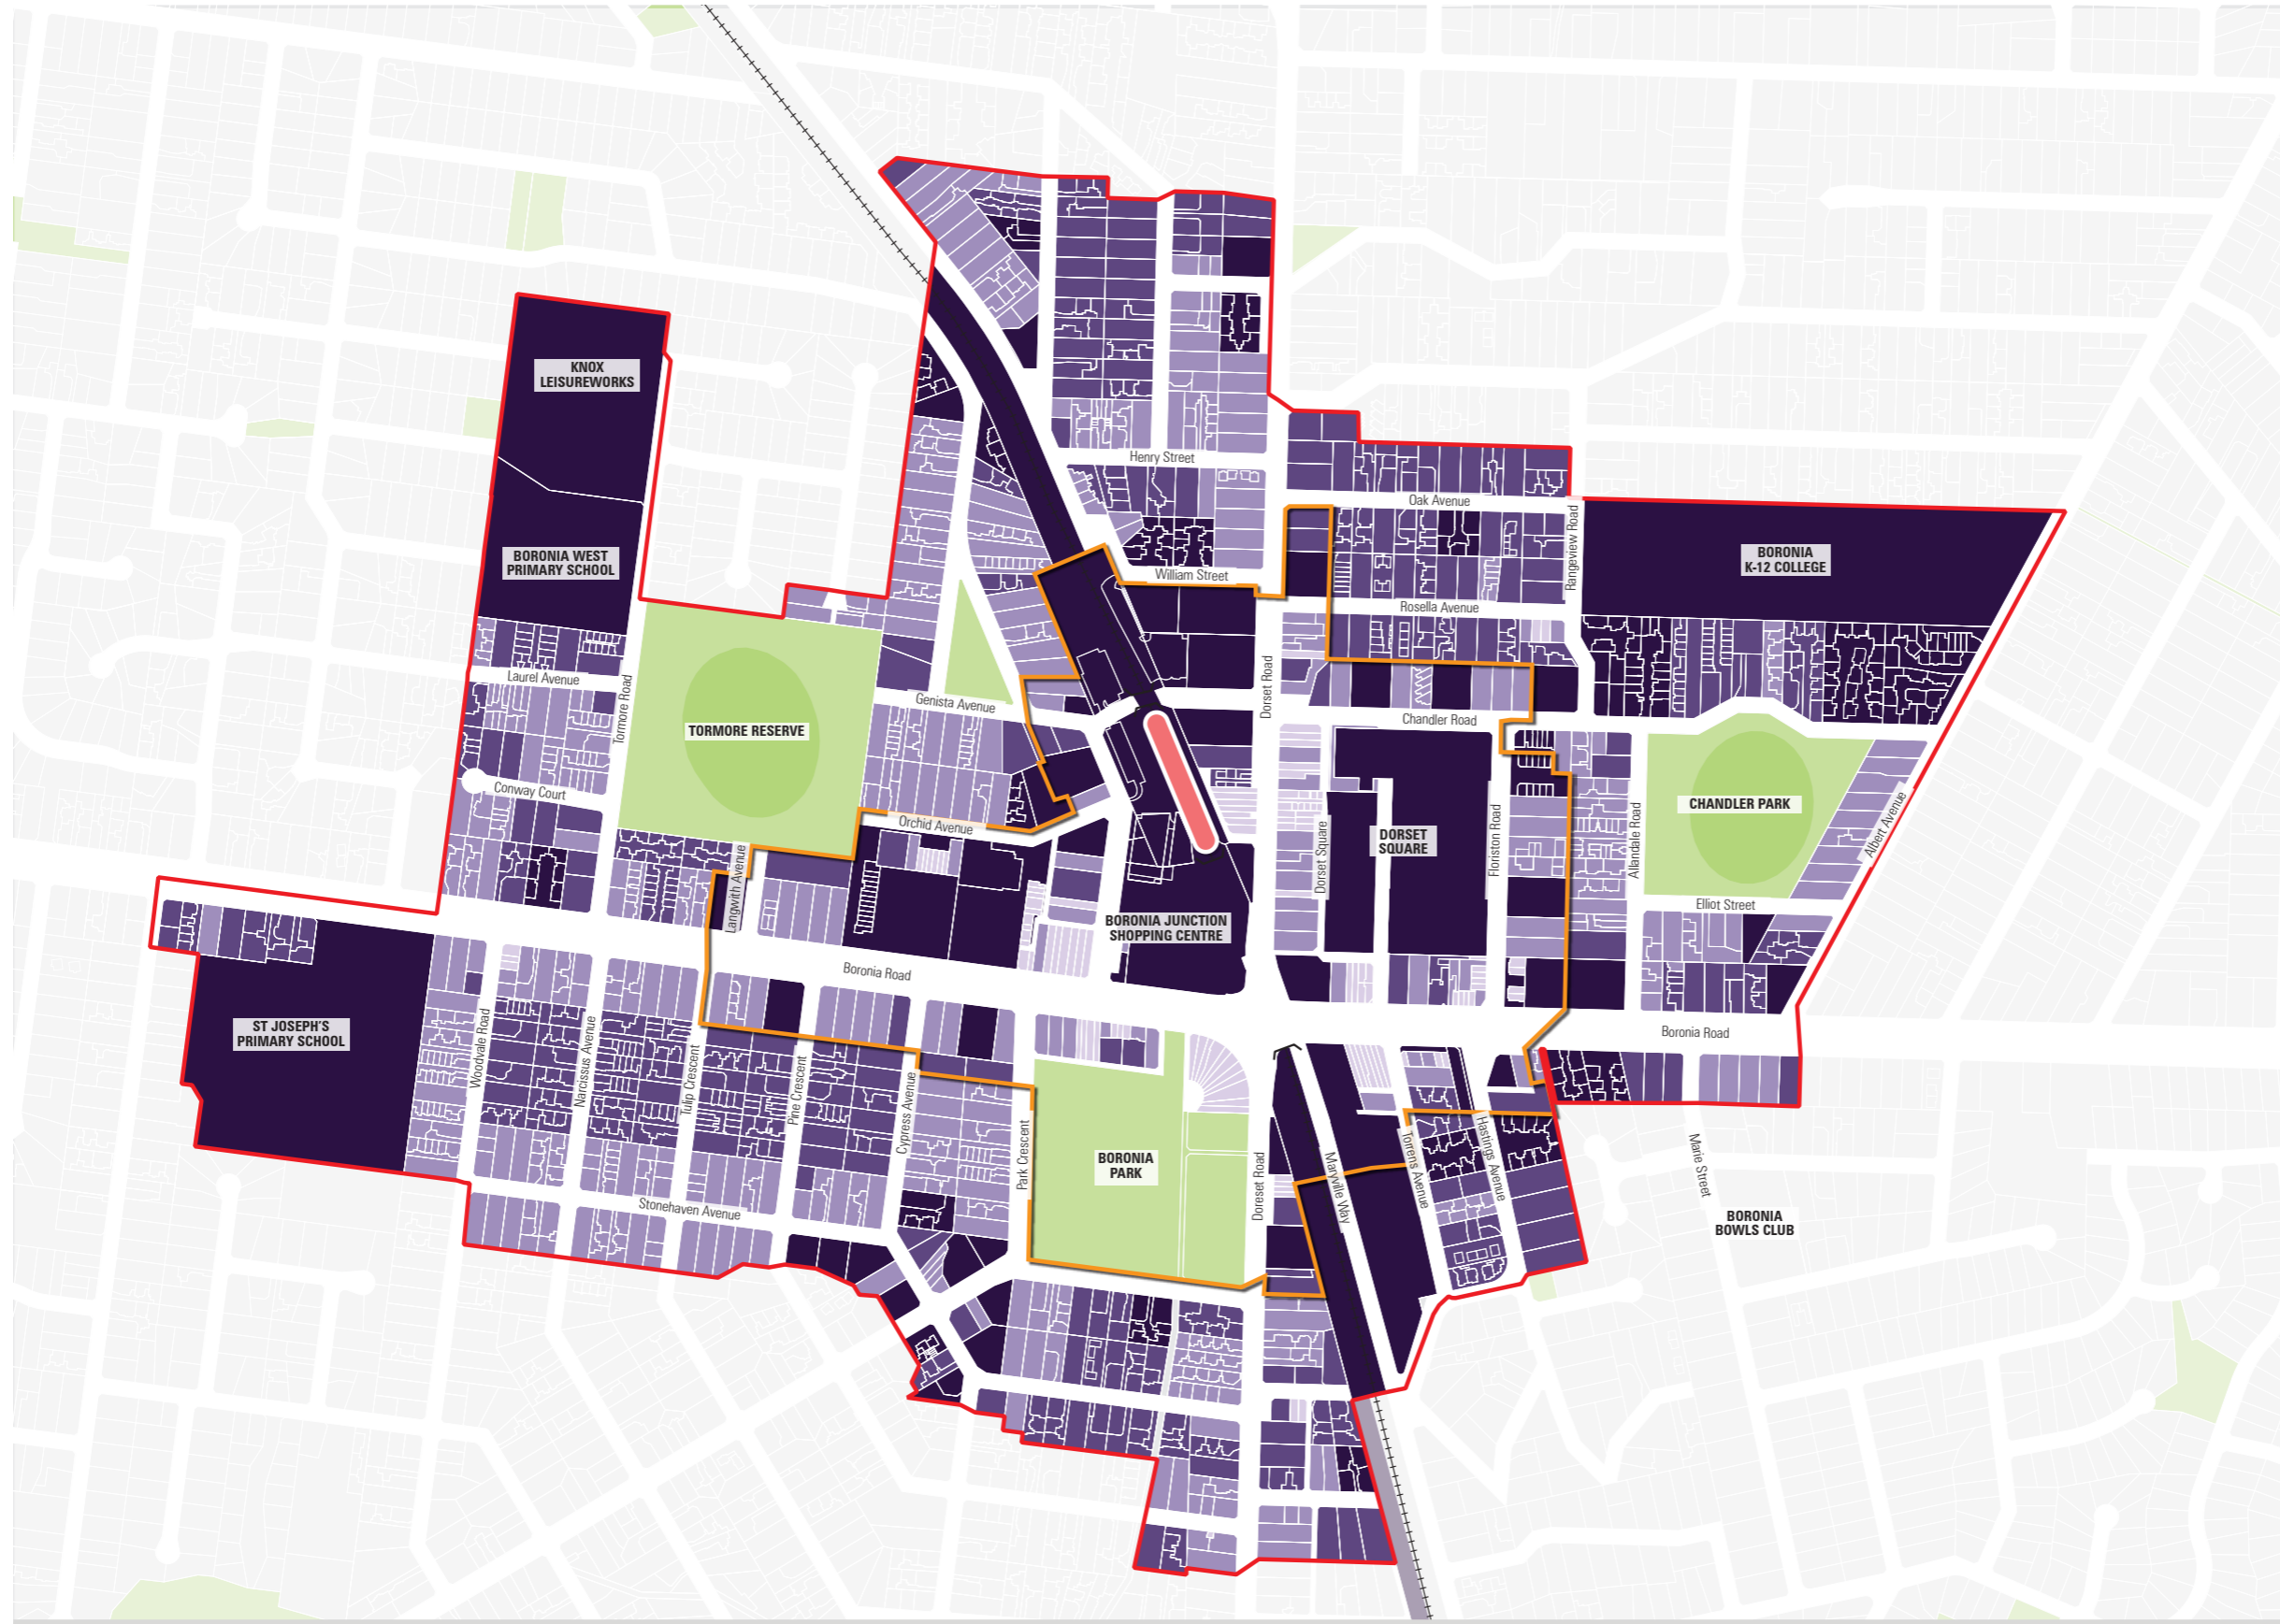 KNOX
LEISUREWORKS
Henry Street
Oak Avenue
Rangeview Road
BORONIA WEST
PRIMARY SCHOOL
BORONIA
K-12 COLLEGE
William Street
Rosella Avenue
Laurel Avenue
Tormore Road
Genista Avenue
Dorset Road
Chandler Road
TORMORE RESERVE
Conway Court
Orchid Avenue
Langwith Avenue
Dorset Square
DORSET
SQUARE
Floriston Road
Allandale Road
CHANDLER PARK
Albert Avenue
Elliot Street
BORONIA JUNCTION
SHOPPING CENTRE
Boronia Road
ST JOSEPH'S
PRIMARY SCHOOL
Woodvale Road
Narcissus Avenue
Tulip Crescent
Pine Crescent
Cypress Avenue
Park Crescent
Boronia Road
BORONIA
PARK
Doreset Road
Maryville Way
Torrens Avenue
Hastings Avenue
Marie Street
Stonehaven Avenue
BORONIA
BOWLS CLUB